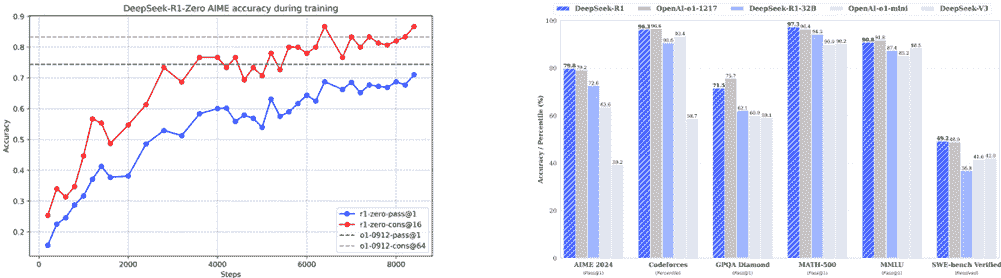 DeepSeek-R1-Zero AIME accuracy during training
0.9
0.8
0.7
0.6
0.5
0.4
0.3
0.2
Accuracy
r1-zero-pass@1
r1-zero-cons@16
o1-0912-pass@1
o1-0912-cons@64
0 2000 4000 6000 8000
Steps
DeepSeek-R1 OpenAI-o1-1217 DeepSeek-R1-32B OpenAI-o1-mini DeepSeek-V3
Accuracy / Percentile (%)
100
80
60
40
20
0
79.8 79.2 72.6 63.6 39.2
96.3 96.6 90.6 93.4 58.7
71.5 75.7 62.1 60.0 59.1
97.3 96.4 94.3 90.0 90.2
90.8 91.8 87.4 85.2 88.5
49.2 48.9 36.8 41.6 42.0
AIME 2024 Codeforces GPQA Diamond MATH-500 MMLU SWE-bench Verified
(Pass@1) (Percentile) (Pass@1) (Pass@1) (Pass@1) (Resolved)